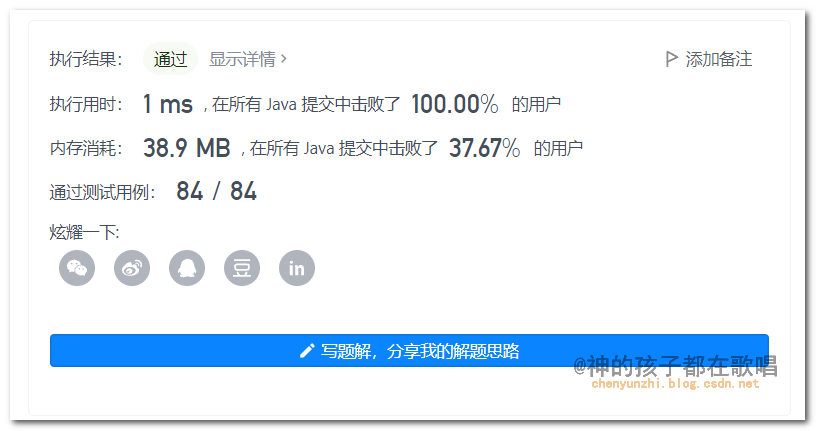 执行结果: 通过 显示详情 > 添加备注
执行用时: 1 ms , 在所有 Java 提交中击败了 100.00% 的用户
内存消耗: 38.9 MB , 在所有 Java 提交中击败了 37.67% 的用户
通过测试用例: 84 / 84
炫耀一下:
豆 in
写题解，分享我的解题思路
@神的孩子都在歌唱
chenyunzhi.blog.csdn.net